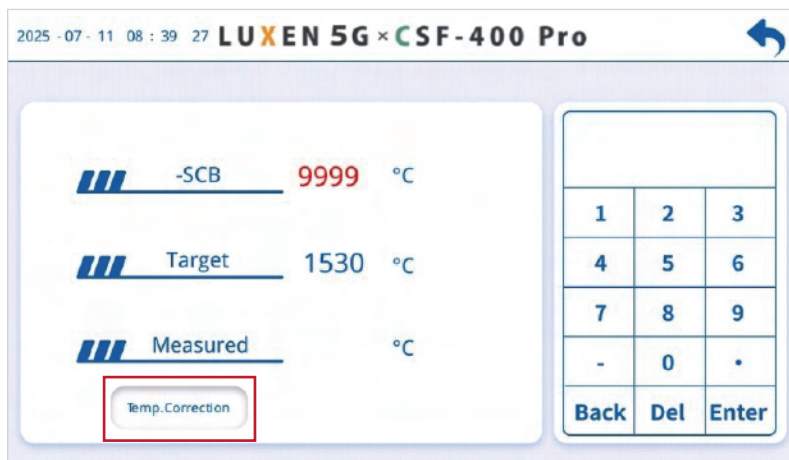 2025 - 07 - 11 08 : 39 27 LUXEN 5G × CSF-400 Pro
-SCB 9999 °C
Target 1530 °C
Measured °C
Temp.Correction
1 2 3
4 5 6
7 8 9
- 0 •
Back Del Enter